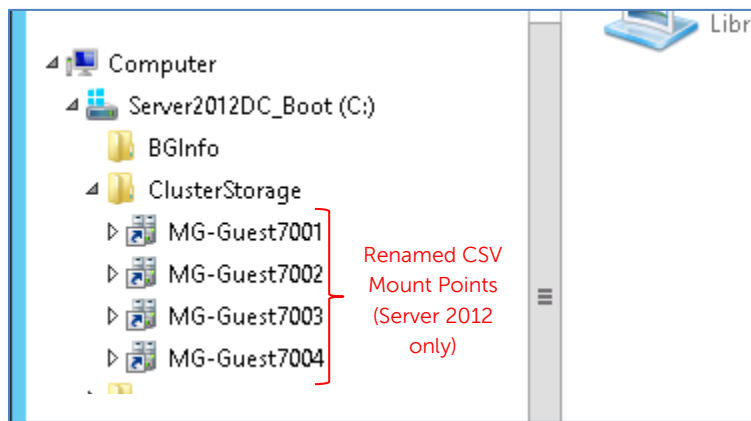 Libr
Computer
Server2012DC_Boot (C:)
BGInfo
ClusterStorage
MG-Guest7001
MG-Guest7002
MG-Guest7003
MG-Guest7004
Renamed CSV
Mount Points
(Server 2012
only)